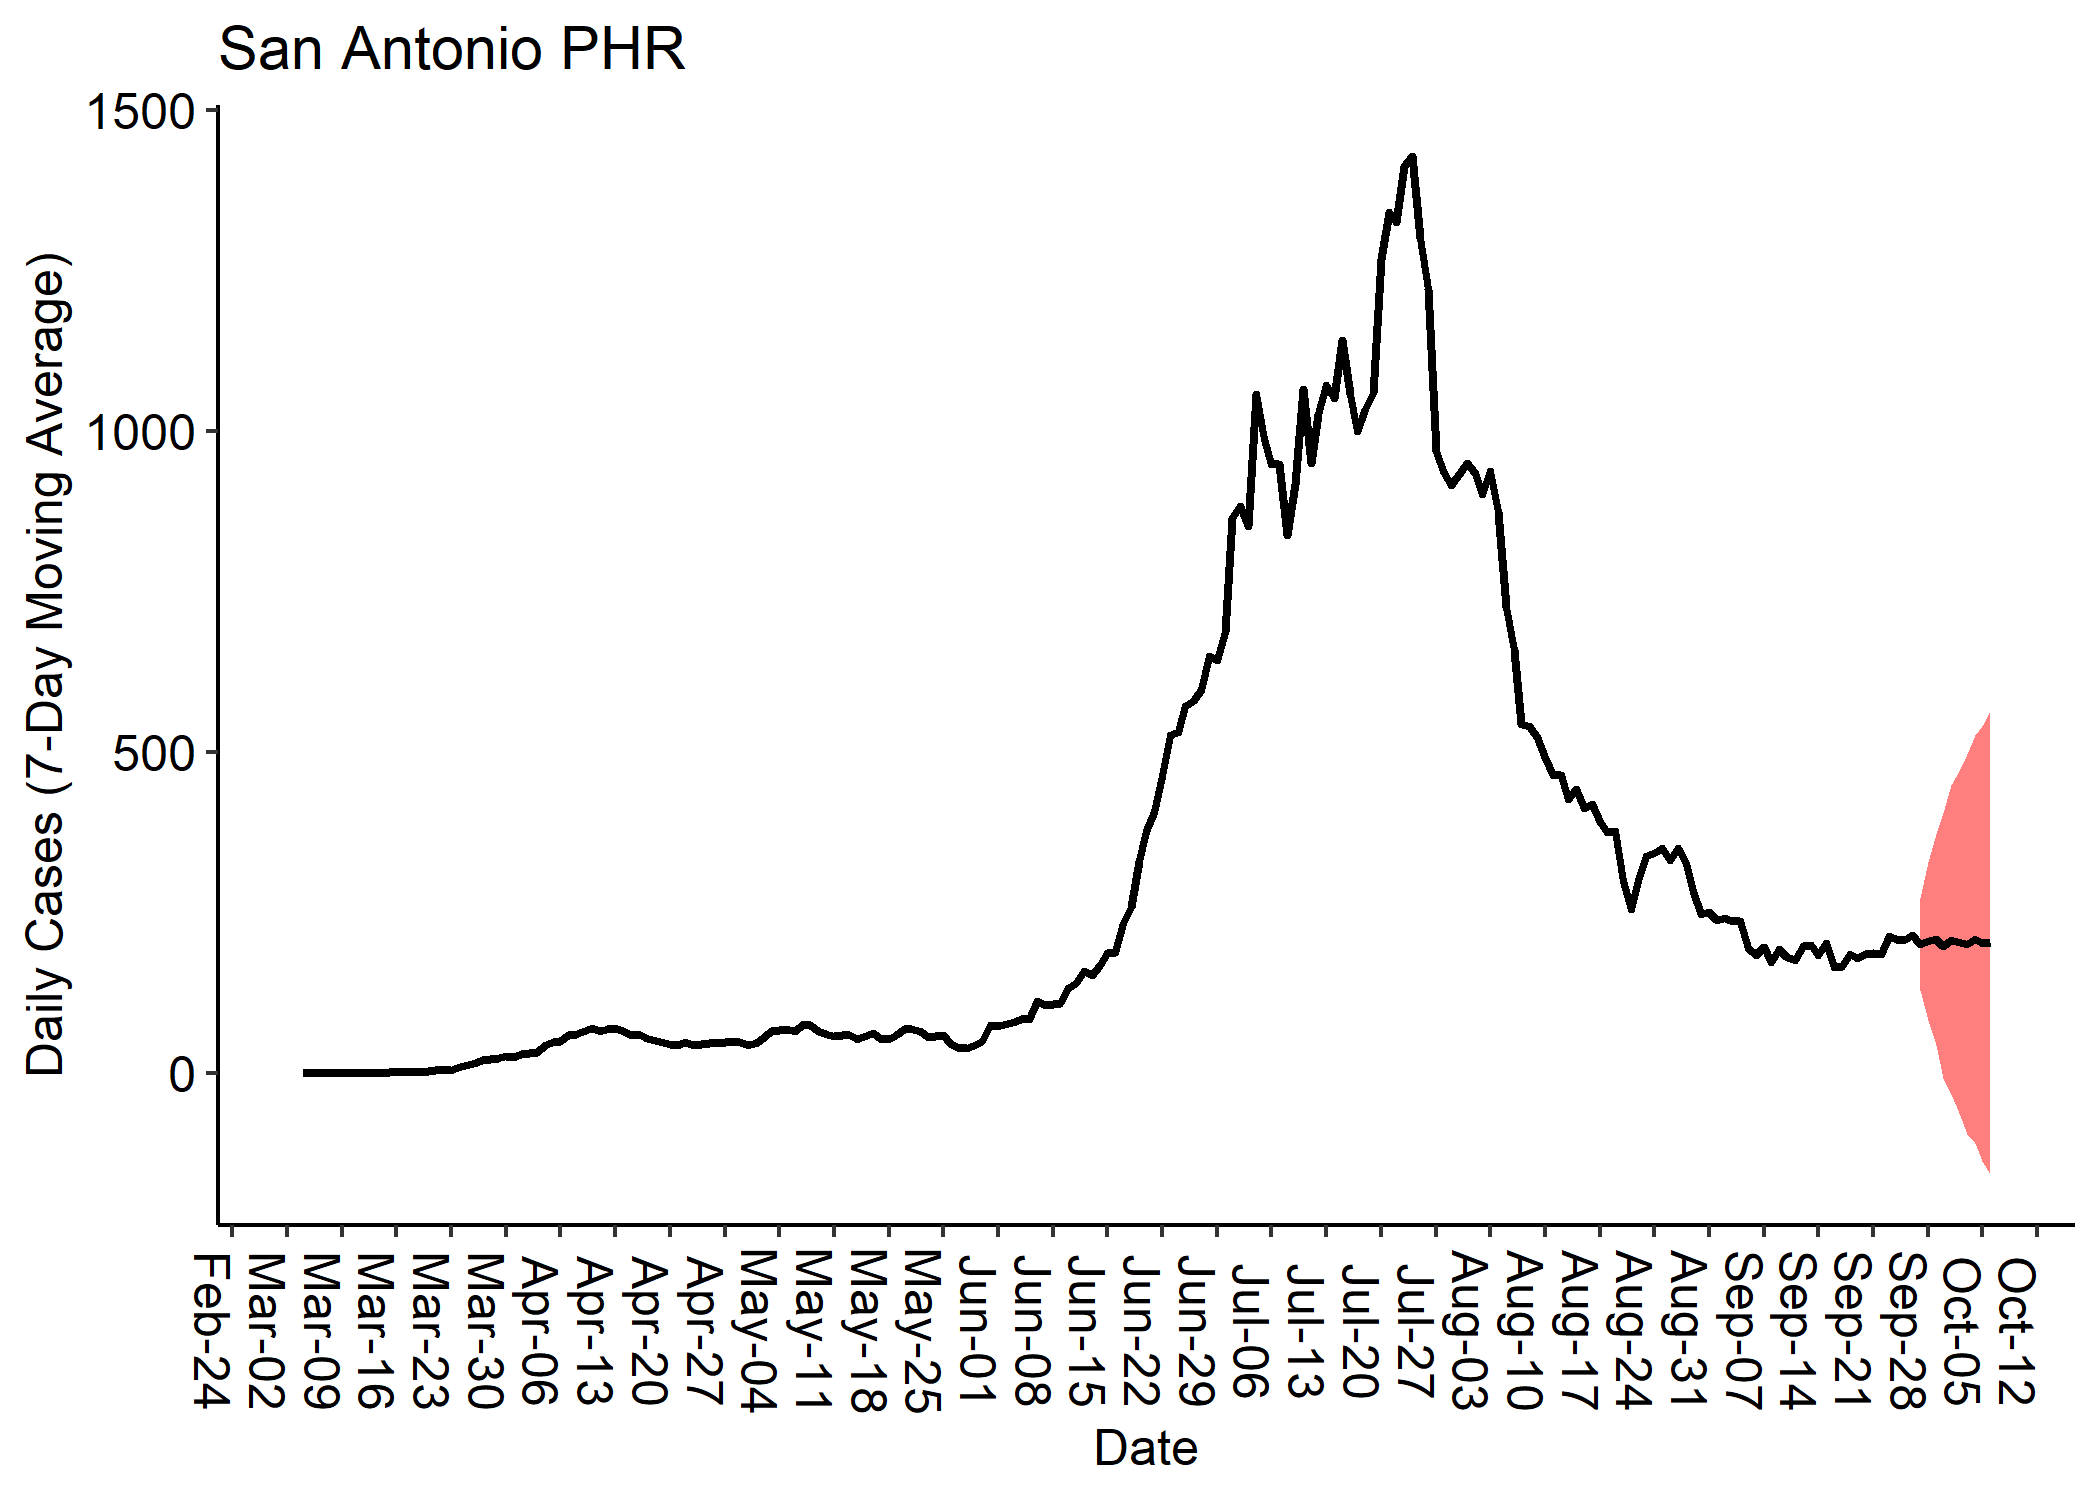 San Antonio PHR
1500
1000
500
0
Daily Cases (7-Day Moving Average)
Feb-24
Mar-02
Mar-09
Mar-16
Mar-23
Mar-30
Apr-06
Apr-13
Apr-20
Apr-27
May-04
May-11
May-18
May-25
Jun-01
Jun-08
Jun-15
Jun-22
Jun-29
Jul-06
Jul-13
Jul-20
Jul-27
Aug-03
Aug-10
Aug-17
Aug-24
Aug-31
Sep-07
Sep-14
Sep-21
Sep-28
Oct-05
Oct-12
Date